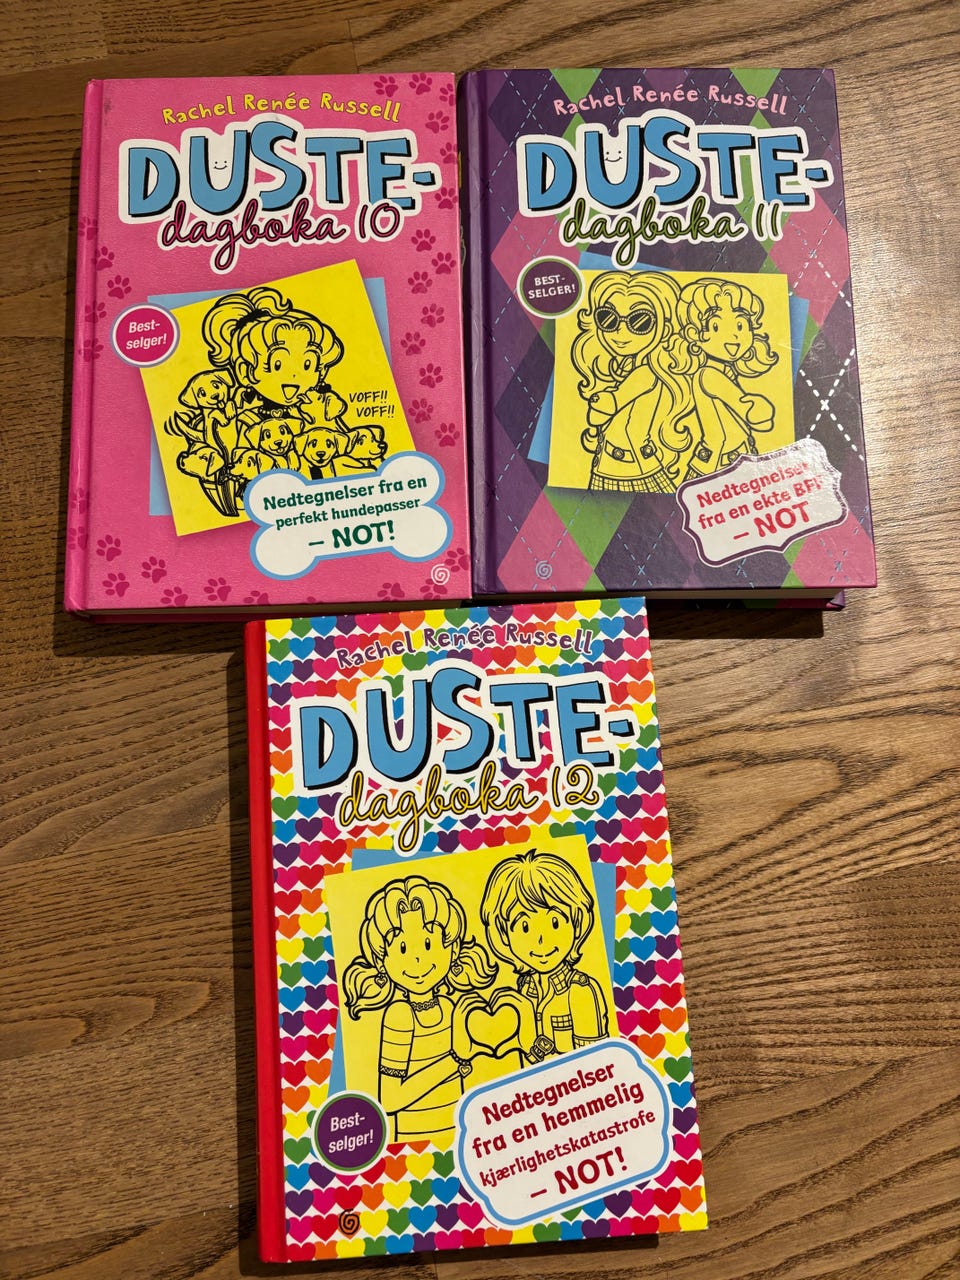 Rachel Renée Russell
DUSTE-
dagboka 10
Best-
selger!
VOFF!!
VOFF!!
Nedtegnelser fra en
perfekt hundepasser
– NOT!
Rachel Renée Russell
DUSTE-
dagboka 11
BEST-
SELGER!
Nedtegnelser
fra en ekte BFF
– NOT
Rachel Renée Russell
DUSTE-
dagboka 12
Best-
selger!
Nedtegnelser
fra en hemmelig
kjærlighetskatastrofe
– NOT!